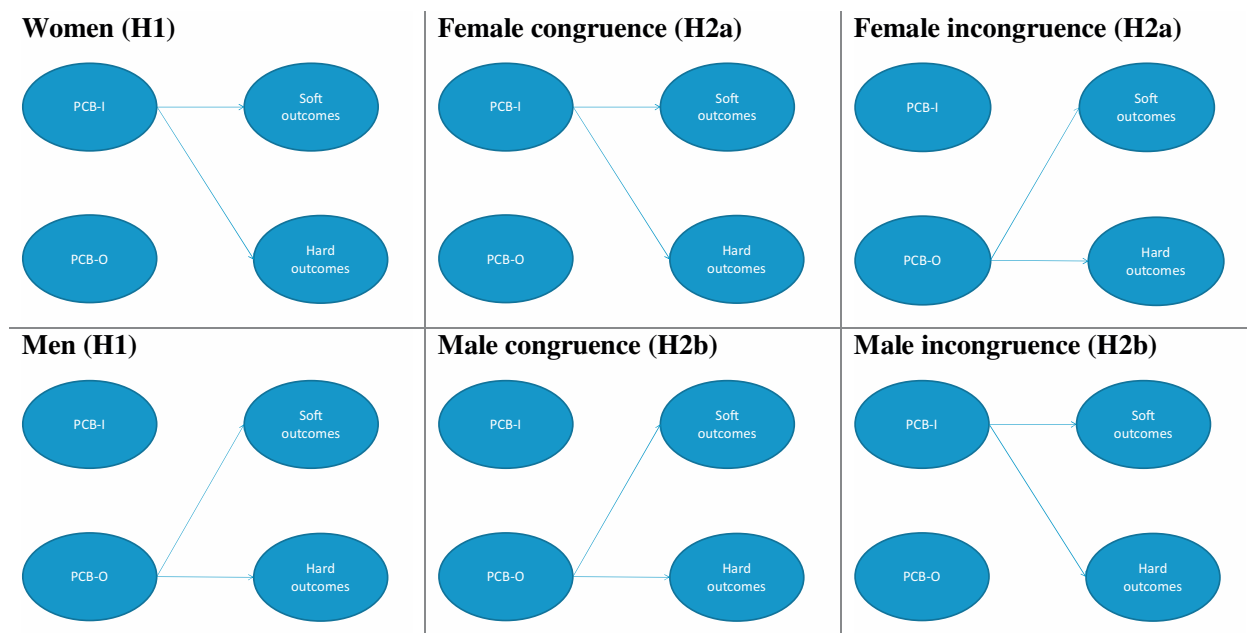 Women (H1)
PCB-I
Soft
outcomes
PCB-O
Hard
outcomes
Female congruence (H2a)
PCB-I
Soft
outcomes
PCB-O
Hard
outcomes
Female incongruence (H2a)
PCB-I
Soft
outcomes
PCB-O
Hard
outcomes
Men (H1)
PCB-I
Soft
outcomes
PCB-O
Hard
outcomes
Male congruence (H2b)
PCB-I
Soft
outcomes
PCB-O
Hard
outcomes
Male incongruence (H2b)
PCB-I
Soft
outcomes
PCB-O
Hard
outcomes